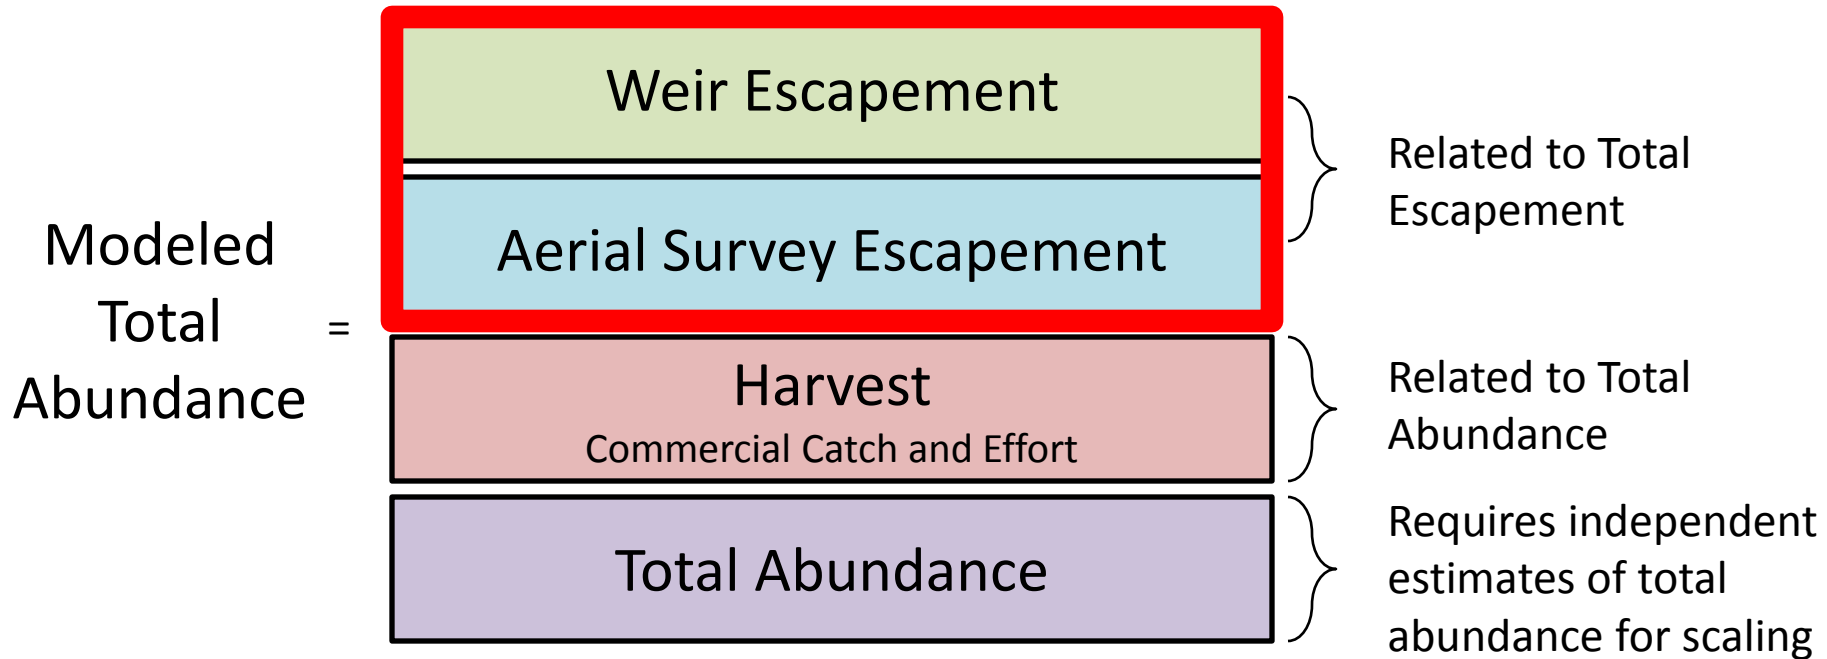 Modeled
Total
Abundance
=
Weir Escapement
Aerial Survey Escapement
Harvest
Commercial Catch and Effort
Total Abundance
Related to Total
Escapement
Related to Total
Abundance
Requires independent
estimates of total
abundance for scaling